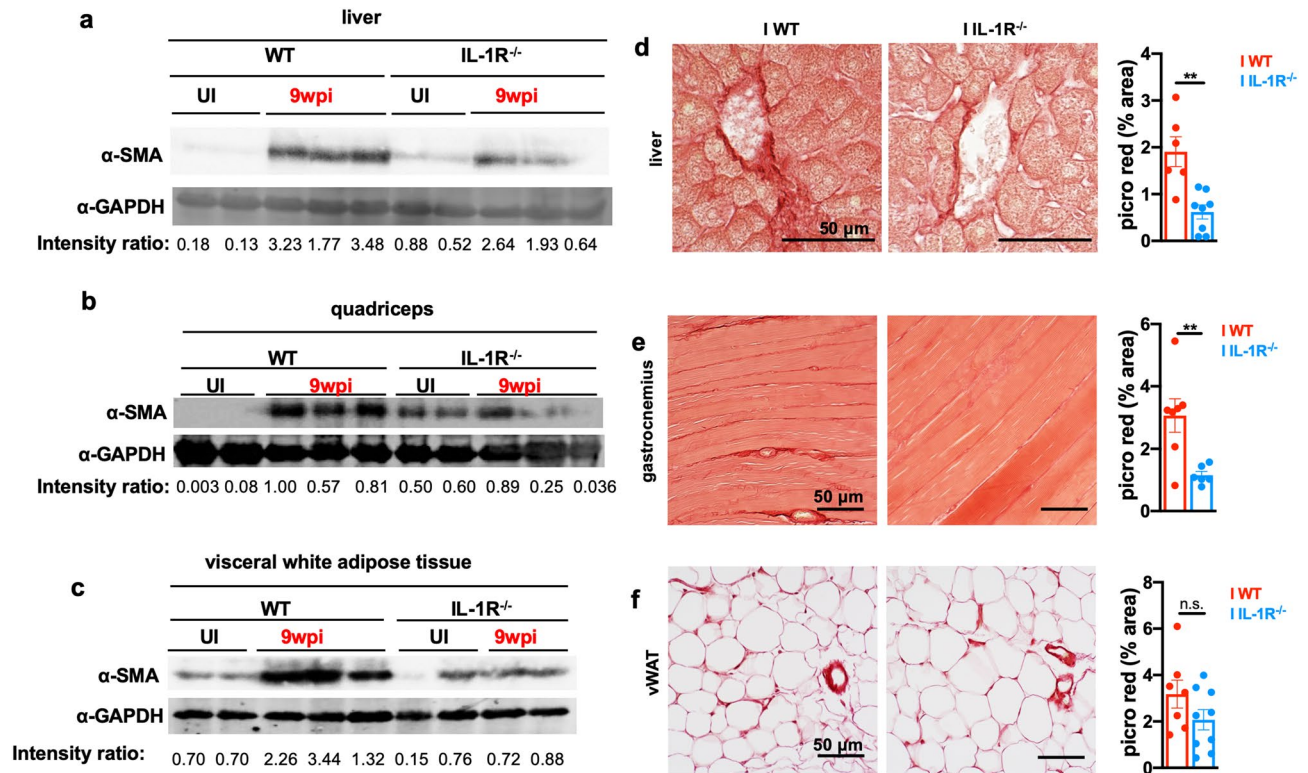 a
liver
WT IL-1R-/-
UI 9wpi UI 9wpi
α-SMA
α-GAPDH
Intensity ratio: 0.18 0.13 3.23 1.77 3.48 0.88 0.52 2.64 1.93 0.64
b
quadriceps
WT IL-1R-/-
UI 9wpi UI 9wpi
α-SMA
α-GAPDH
Intensity ratio: 0.003 0.08 1.00 0.57 0.81 0.50 0.60 0.89 0.25 0.036
c
visceral white adipose tissue
WT IL-1R-/-
UI 9wpi UI 9wpi
α-SMA
α-GAPDH
Intensity ratio: 0.70 0.70 2.26 3.44 1.32 0.15 0.76 0.72 0.88
d
I WT I IL-1R-/-
liver
50 µm
picro red (% area)
4
3
2
1
0
**
I WT
I IL-1R-/-
e
gastrocnemius
50 µm
picro red (% area)
6
4
2
0
**
I WT
I IL-1R-/-
f
vWAT
50 µm
picro red (% area)
8
6
4
2
0
n.s.
I WT
I IL-1R-/-